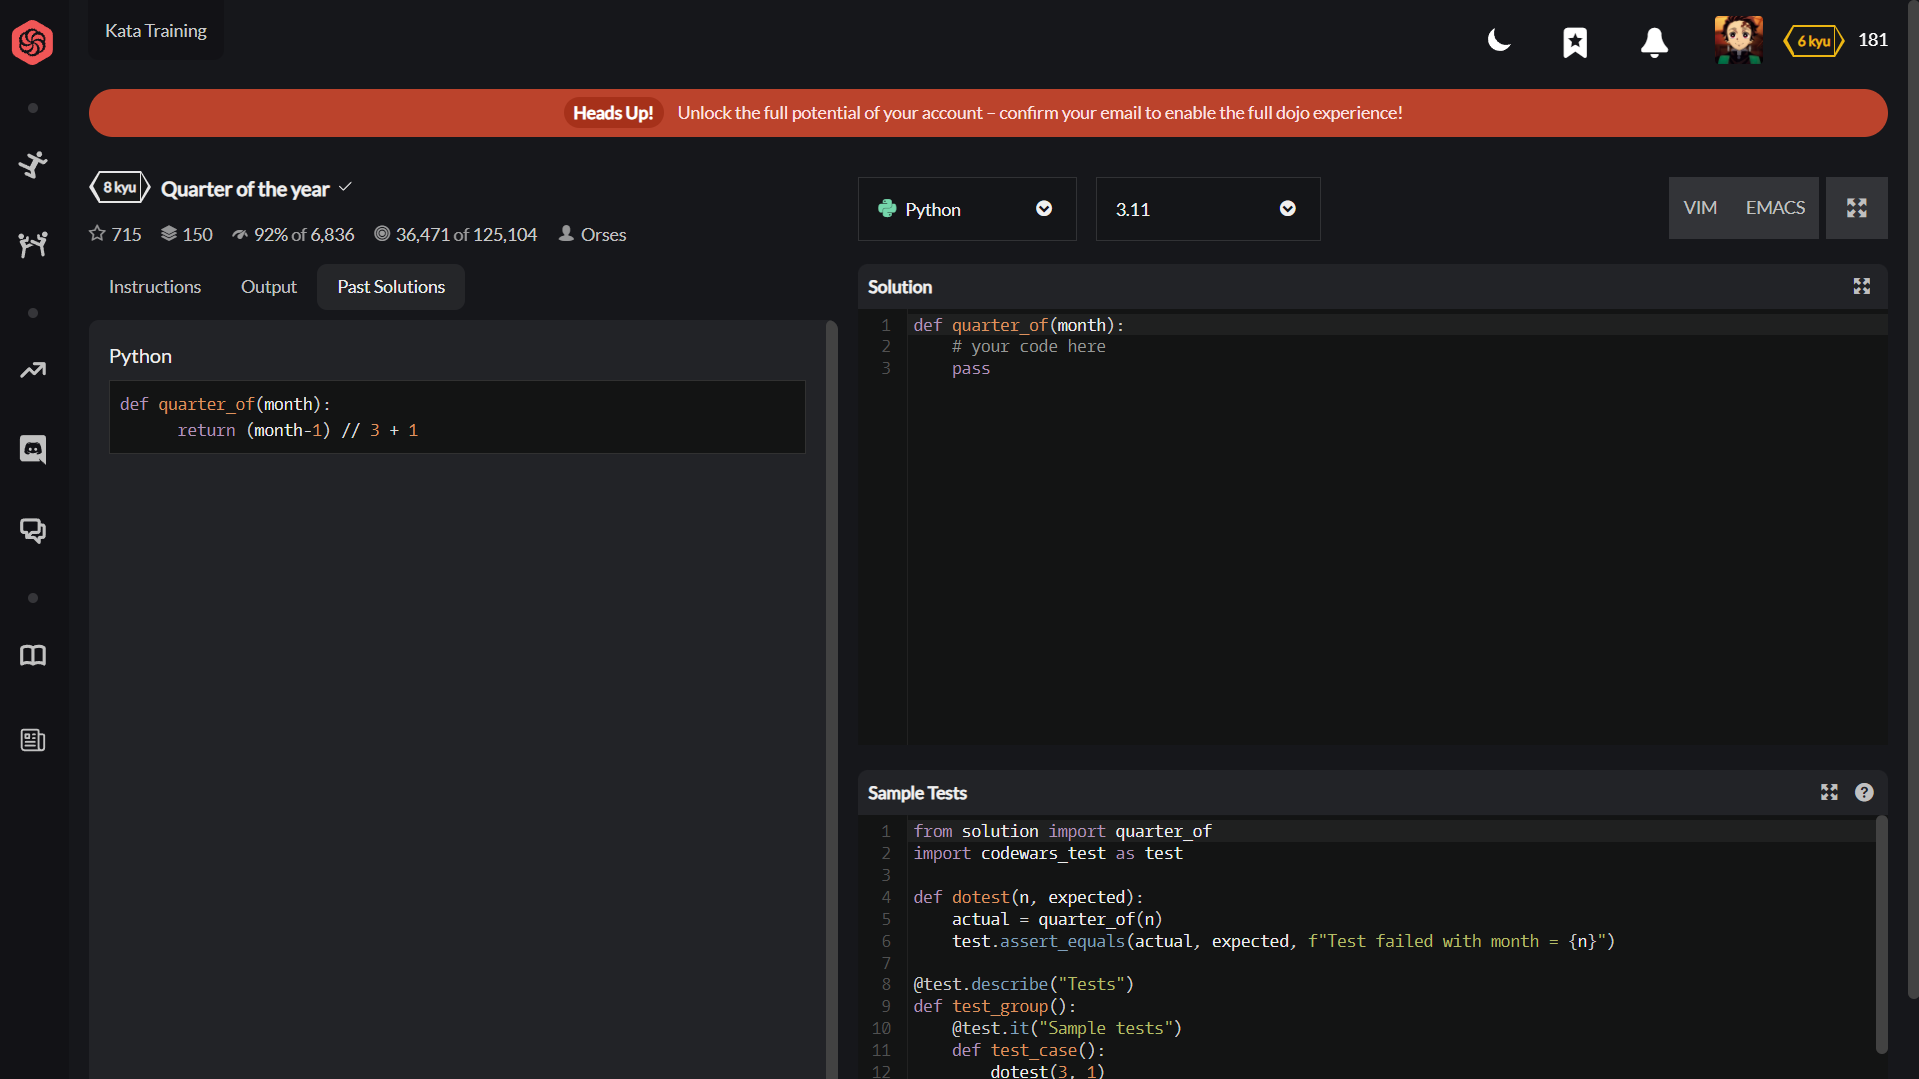 Kata Training
6 kyu
181
Heads Up! Unlock the full potential of your account – confirm your email to enable the full dojo experience!
8 kyu
Quarter of the year
715
150
92% of 6,836
36,471 of 125,104
Orses
Instructions
Output
Past Solutions
Python
def quarter_of(month):
return (month-1) // 3 + 1
Python
3.11
VIM
EMACS
Solution
1 def quarter_of(month):
2     # your code here
3     pass
Sample Tests
?
1 from solution import quarter_of
2 import codewars_test as test
3
4 def dotest(n, expected):
5     actual = quarter_of(n)
6     test.assert_equals(actual, expected, f"Test failed with month = {n}")
7
8 @test.describe("Tests")
9 def test_group():
10     @test.it("Sample tests")
11     def test_case():
12         dotest(3, 1)